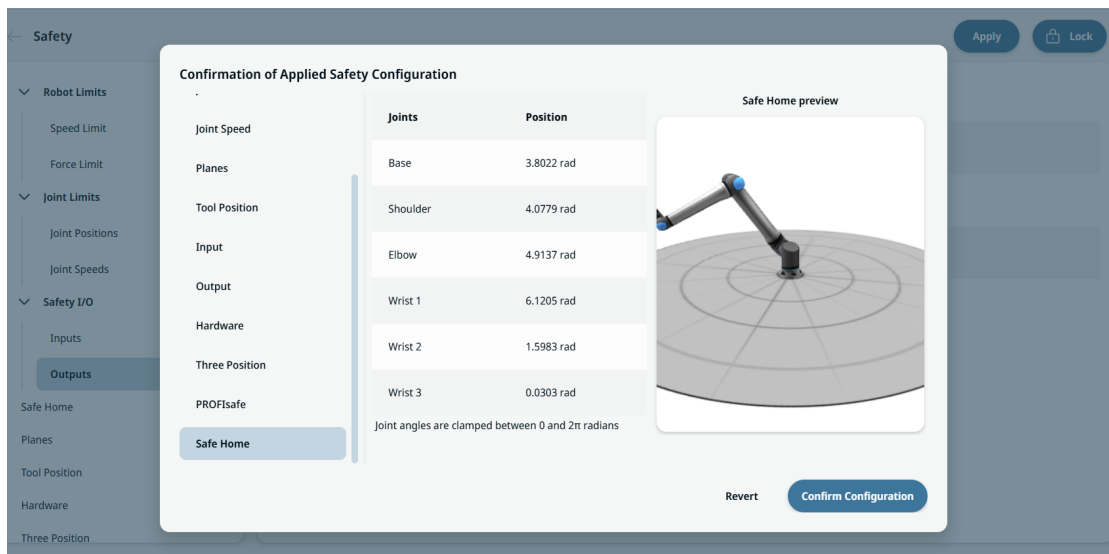 Safety
Apply
Lock
Robot Limits
Speed Limit
Force Limit
Joint Limits
Joint Positions
Joint Speeds
Safety I/O
Inputs
Outputs
Safe Home
Planes
Tool Position
Hardware
Three Position
Confirmation of Applied Safety Configuration
Joint Speed
Planes
Tool Position
Input
Output
Hardware
Three Position
PROFIsafe
Safe Home
Joints Position
Base 3.8022 rad
Shoulder 4.0779 rad
Elbow 4.9137 rad
Wrist 1 6.1205 rad
Wrist 2 1.5983 rad
Wrist 3 0.0303 rad
Joint angles are clamped between 0 and 2π radians
Safe Home preview
Revert
Confirm Configuration